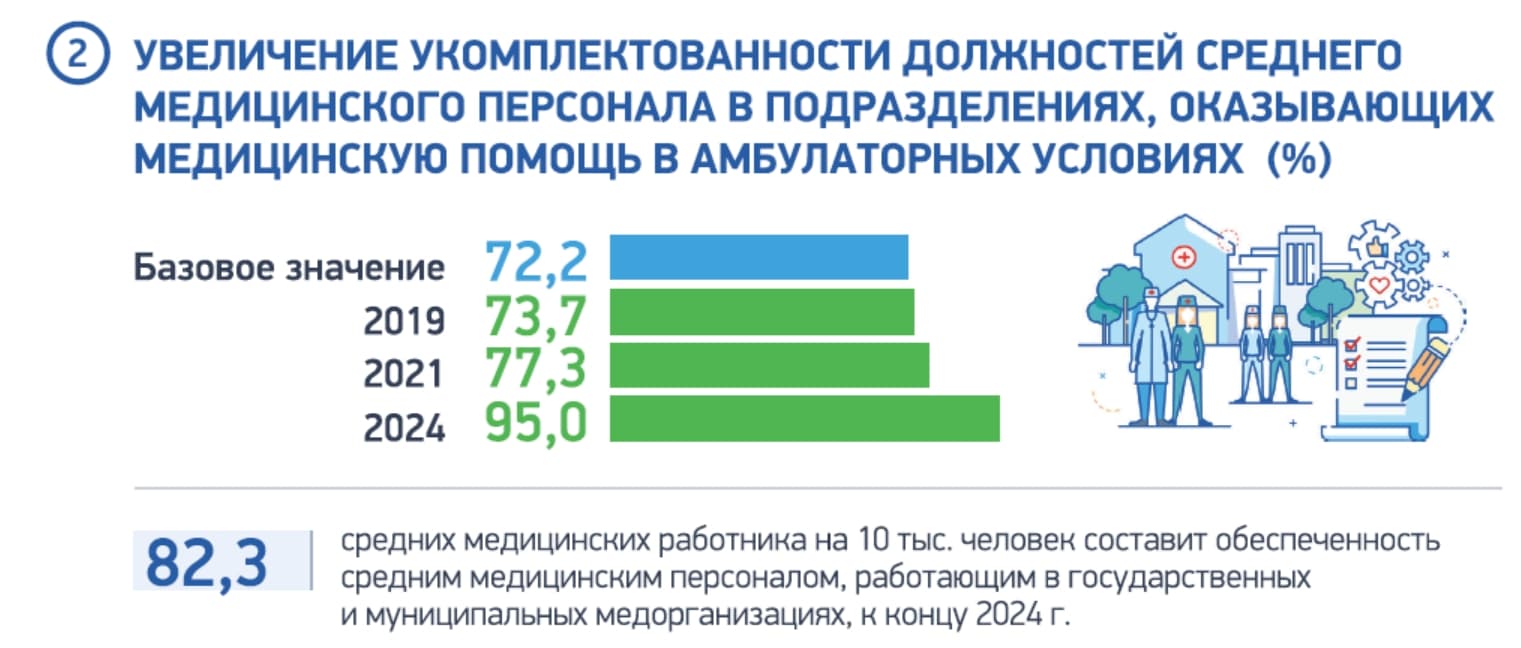 2
УВЕЛИЧЕНИЕ УКОМПЛЕКТОВАННОСТИ ДОЛЖНОСТЕЙ СРЕДНЕГО
МЕДИЦИНСКОГО ПЕРСОНАЛА В ПОДРАЗДЕЛЕНИЯХ, ОКАЗЫВАЮЩИХ
МЕДИЦИНСКУЮ ПОМОЩЬ В АМБУЛАТОРНЫХ УСЛОВИЯХ (%)
Базовое значение 72,2
2019 73,7
2021 77,3
2024 95,0
82,3
средних медицинских работника на 10 тыс. человек составит обеспеченность
средним медицинским персоналом, работающим в государственных
и муниципальных медорганизациях, к концу 2024 г.